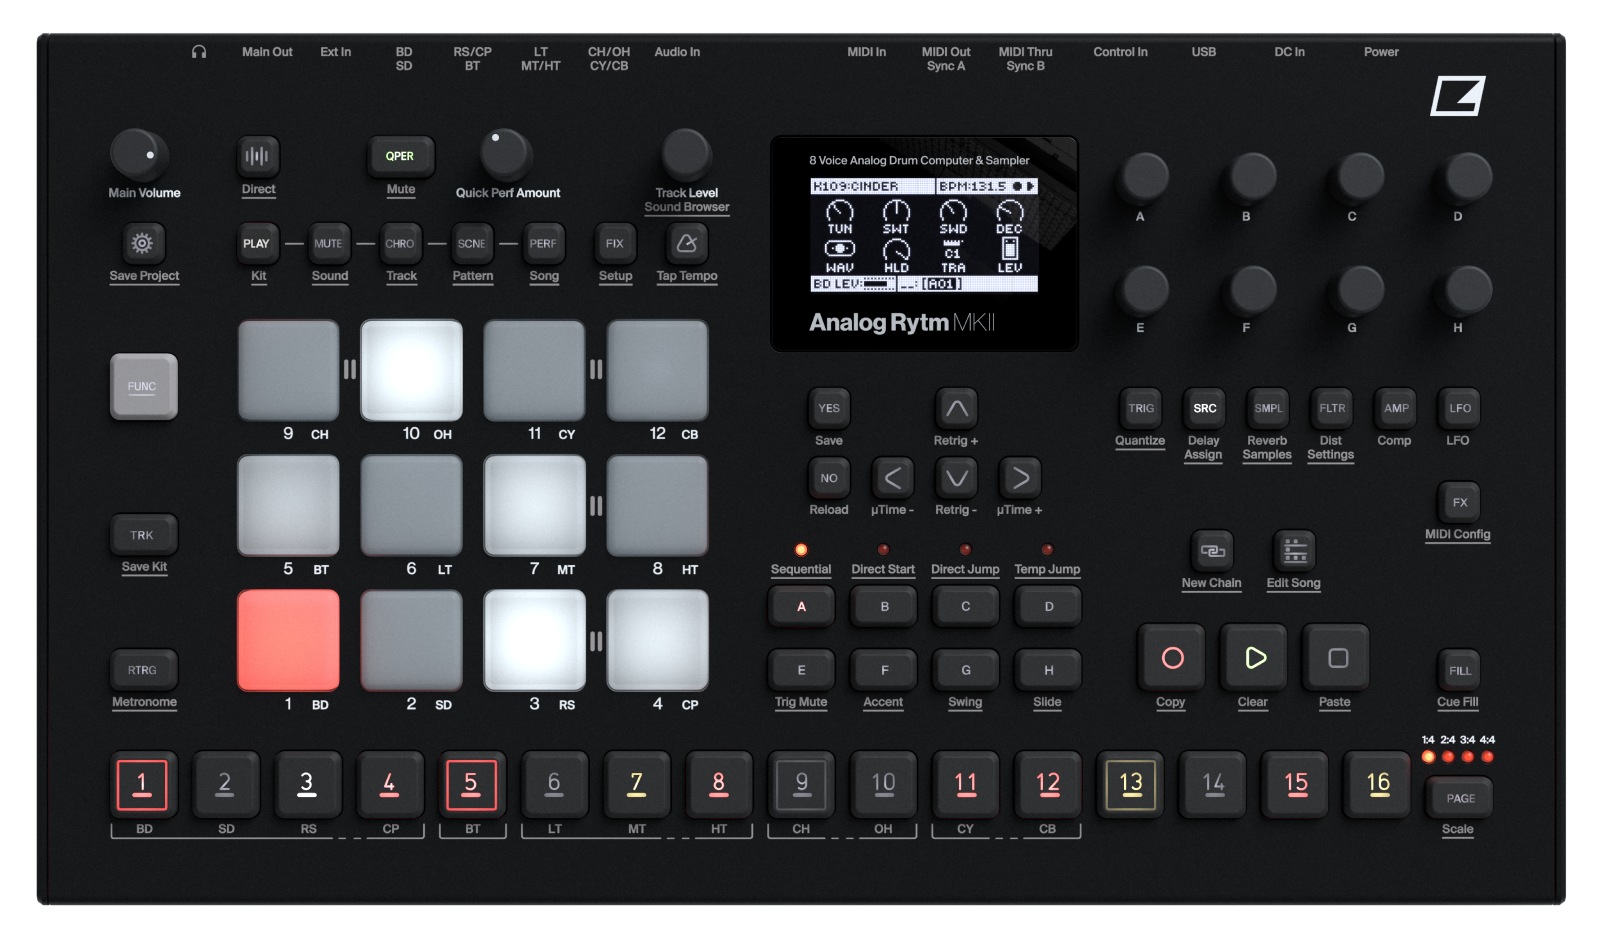 Main Out Ext In BD RS/CP LT CH/OH Audio In MIDI In MIDI Out MIDI Thru Control In USB DC In Power
SD BT MT/HT CY/CB Sync A Sync B
8 Voice Analog Drum Computer & Sampler
K109:CINDER BPM:131.5
TUN SWT SWD DEC
C1
WAV HLD TRA LEV
BD LEV: __: [A01]
Analog Rytm MKII
QPER
Main Volume Direct Mute Quick Perf Amount Track Level
Sound Browser
PLAY MUTE CHRO SCNE PERF FIX
Save Project Kit Sound Track Pattern Song Setup Tap Tempo
A B C D
E F G H
FUNC
9 CH 10 OH 11 CY 12 CB
YES
Save Retrig +
NO
Reload µTime - Retrig - µTime +
TRIG SRC SMPL FLTR AMP LFO
Quantize Delay Reverb Dist Comp LFO
Assign Samples Settings
FX
MIDI Config
TRK
Save Kit
5 BT 6 LT 7 MT 8 HT
Sequential Direct Start Direct Jump Temp Jump
A B C D
New Chain Edit Song
RTRG
Metronome
1 BD 2 SD 3 RS 4 CP
E F G H
Trig Mute Accent Swing Slide
Copy Clear Paste
FILL
Cue Fill
1:4 2:4 3:4 4:4
1 2 3 4 5 6 7 8 9 10 11 12 13 14 15 16
PAGE
BD SD RS CP BT LT MT HT CH OH CY CB Scale